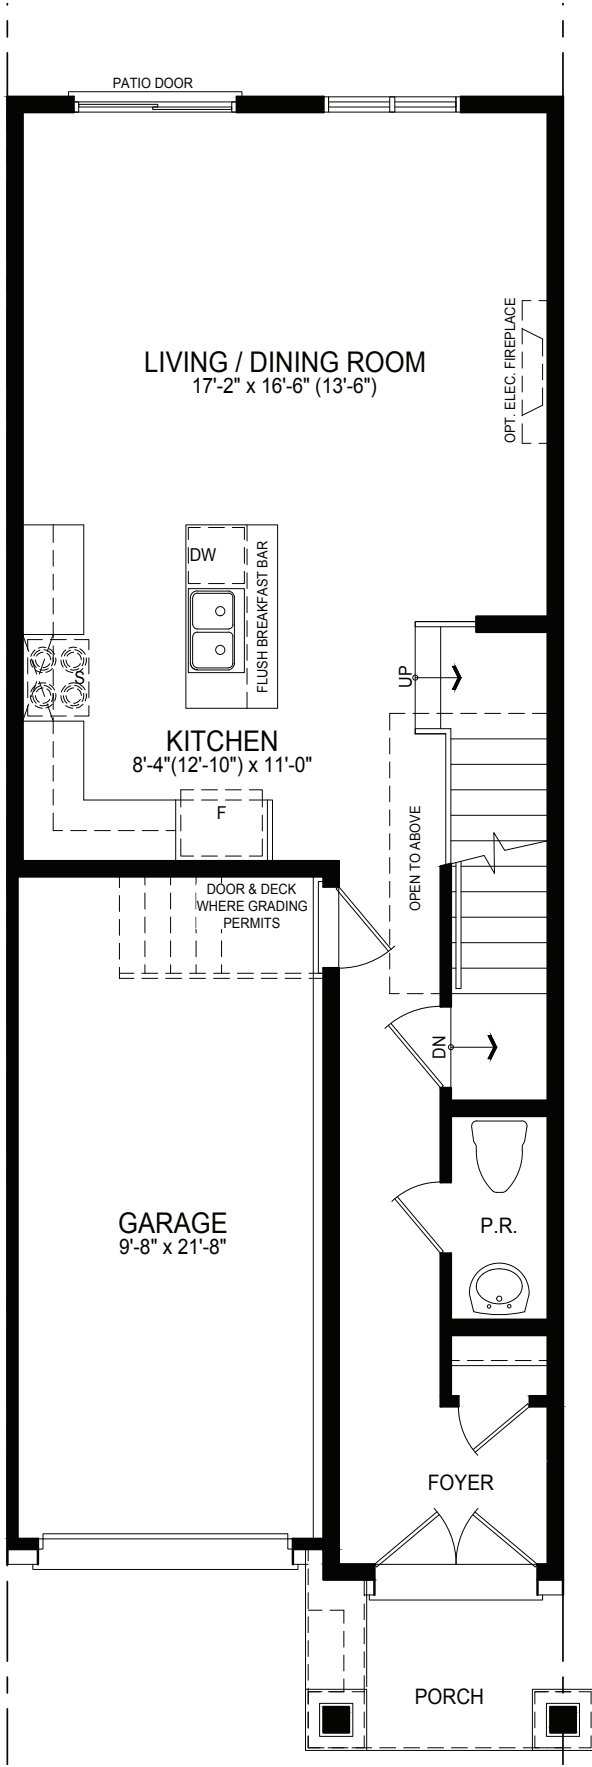 PATIO DOOR
LIVING / DINING ROOM
17'-2" x 16'-6" (13'-6")
OPT. ELEC. FIREPLACE
DW
FLUSH BREAKFAST BAR
S
UP
KITCHEN
8'-4"(12'-10") x 11'-0"
F
OPEN TO ABOVE
DOOR & DECK
WHERE GRADING
PERMITS
DN
GARAGE
9'-8" x 21'-8"
P.R.
FOYER
PORCH